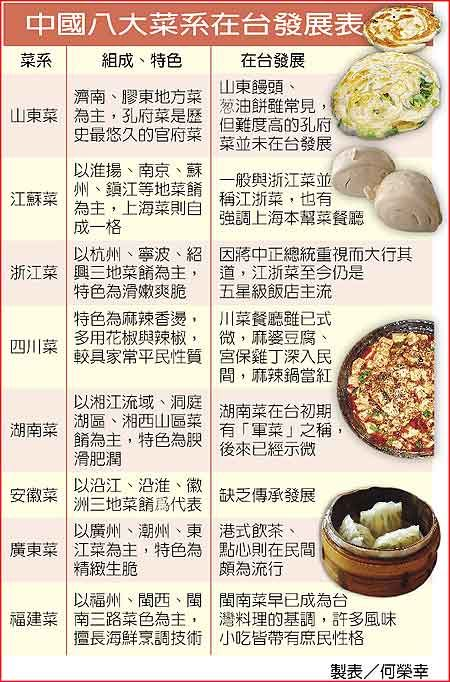 中國八大菜系在台發展表
菜系 組成、特色 在台發展
山東菜
濟南、膠東地方菜
為主，孔府菜是歷
史最悠久的官府菜
山東饅頭、
葱油餅雖常見，
但難度高的孔府
菜並未在台發展
江蘇菜
以淮揚、南京、蘇
州、鎮江等地菜餚
為主，上海菜則自
成一格
一般與浙江菜並
稱江浙菜，也有
強調上海本幫菜餐廳
浙江菜
以杭州、寧波、紹
興三地菜餚為主，
特色為滑嫩爽脆
因蔣中正總統重視而大行其
道，江浙菜至今仍是
五星級飯店主流
四川菜
特色為麻辣香燙，
多用花椒與辣椒，
較具家常平民性質
川菜餐廳雖已式
微，麻婆豆腐、
宮保雞丁深入民
間，麻辣鍋當紅
湖南菜
以湘江流域、洞庭
湖區、湘西山區菜
餚為主，特色為腴
滑肥潤
湖南菜在台初期
有「軍菜」之稱，
後來已經示微
安徽菜
以沿江、沿淮、徽
洲三地菜餚爲代表
缺乏傳承發展
廣東菜
以廣州、潮州、東
江菜為主，特色為
精緻生脆
港式飲茶、
點心則在民間
頗為流行
福建菜
以福州、閩西、閩
南三路菜色為主，
擅長海鮮烹調技術
閩南菜早已成為台
灣料理的基調，許多風味
小吃皆帶有庶民性格
製表／何榮幸